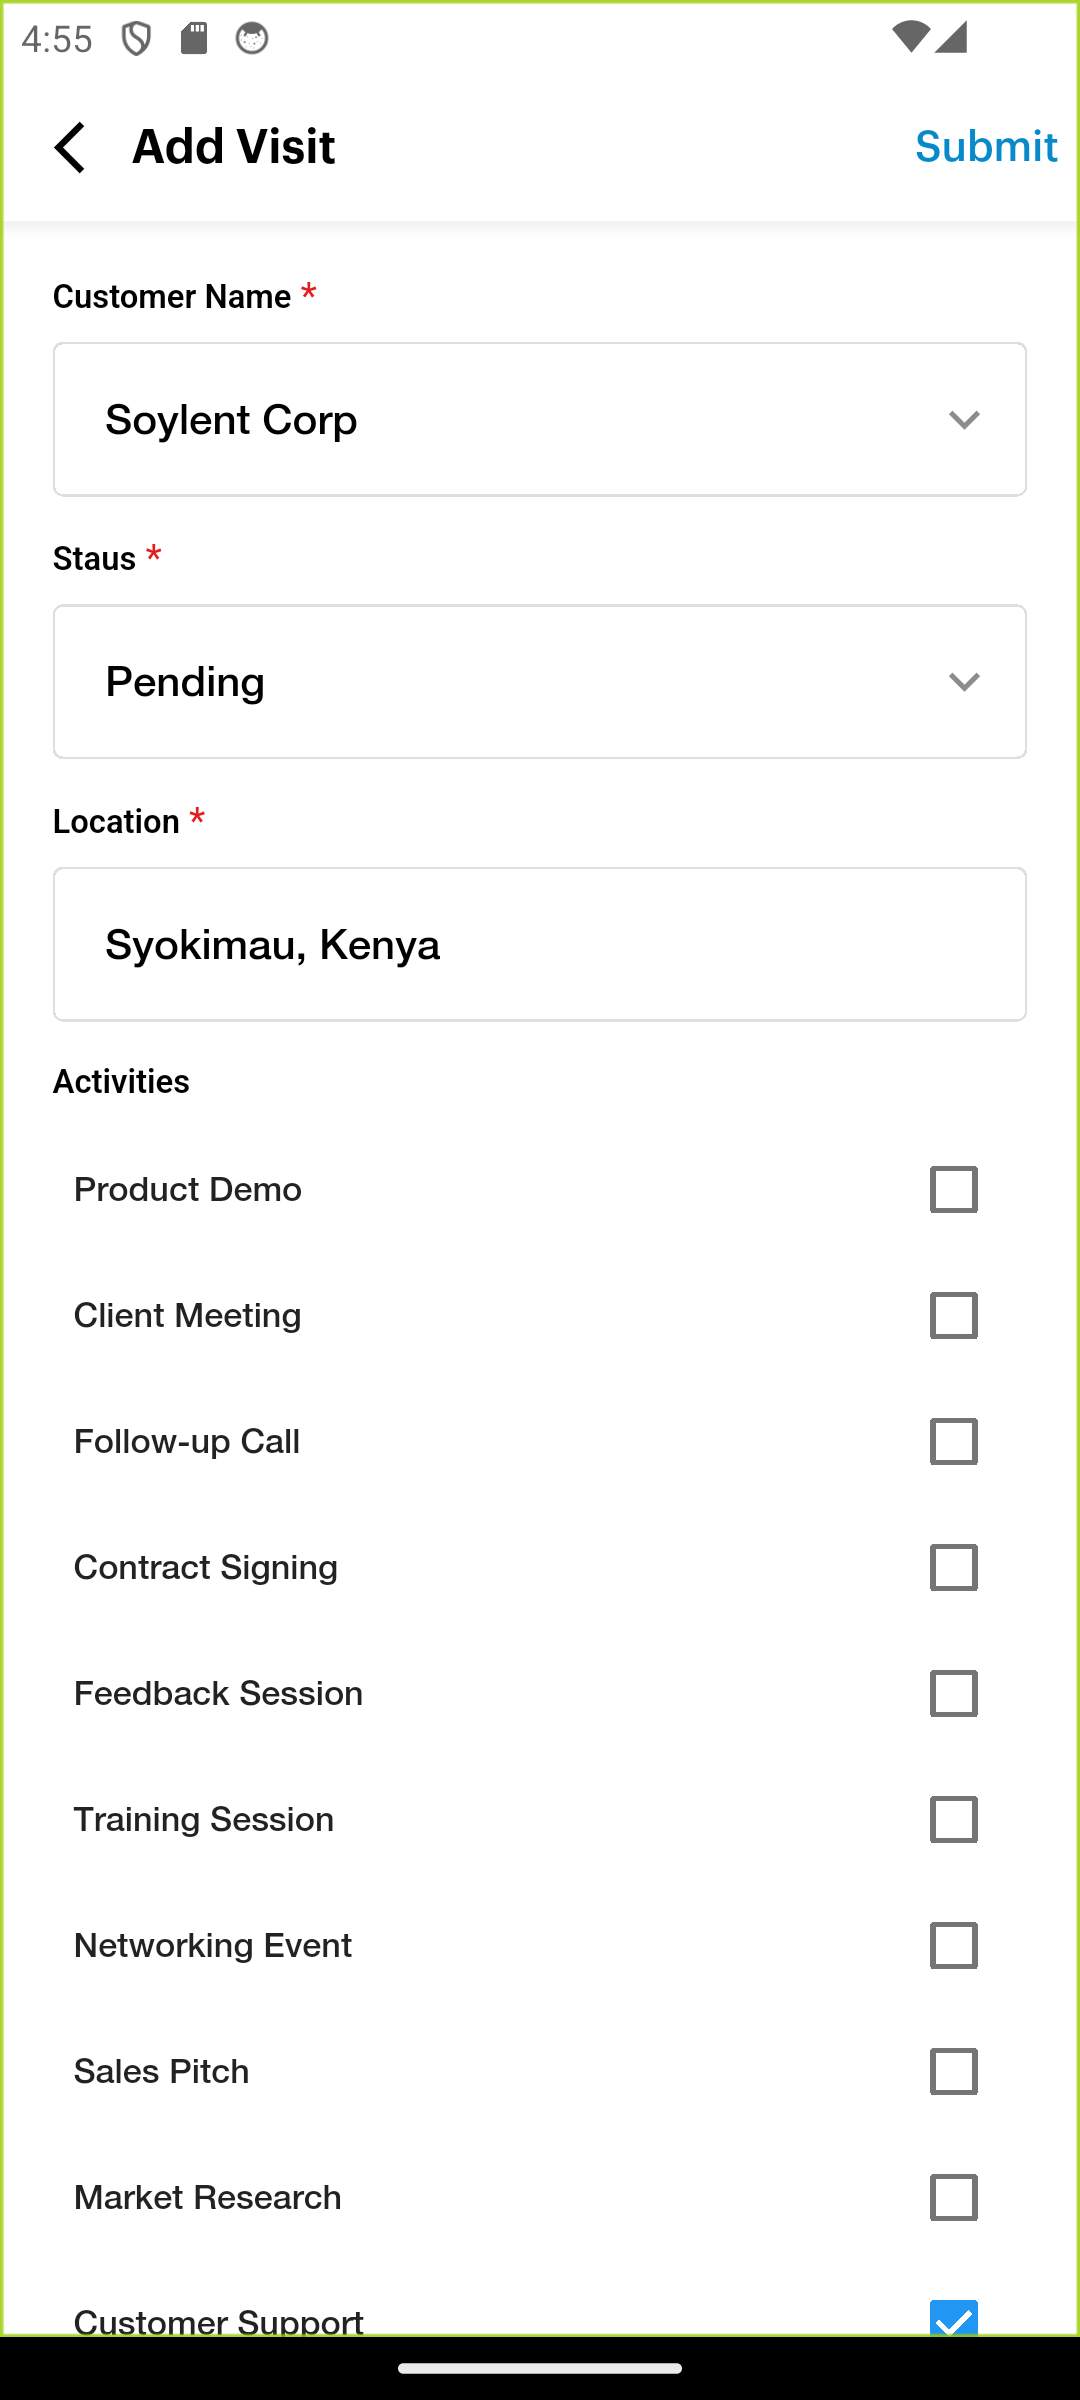 4:55
Add Visit
Submit
Customer Name *
Soylent Corp
Staus *
Pending
Location *
Syokimau, Kenya
Activities
Product Demo
Client Meeting
Follow-up Call
Contract Signing
Feedback Session
Training Session
Networking Event
Sales Pitch
Market Research
Customer Support